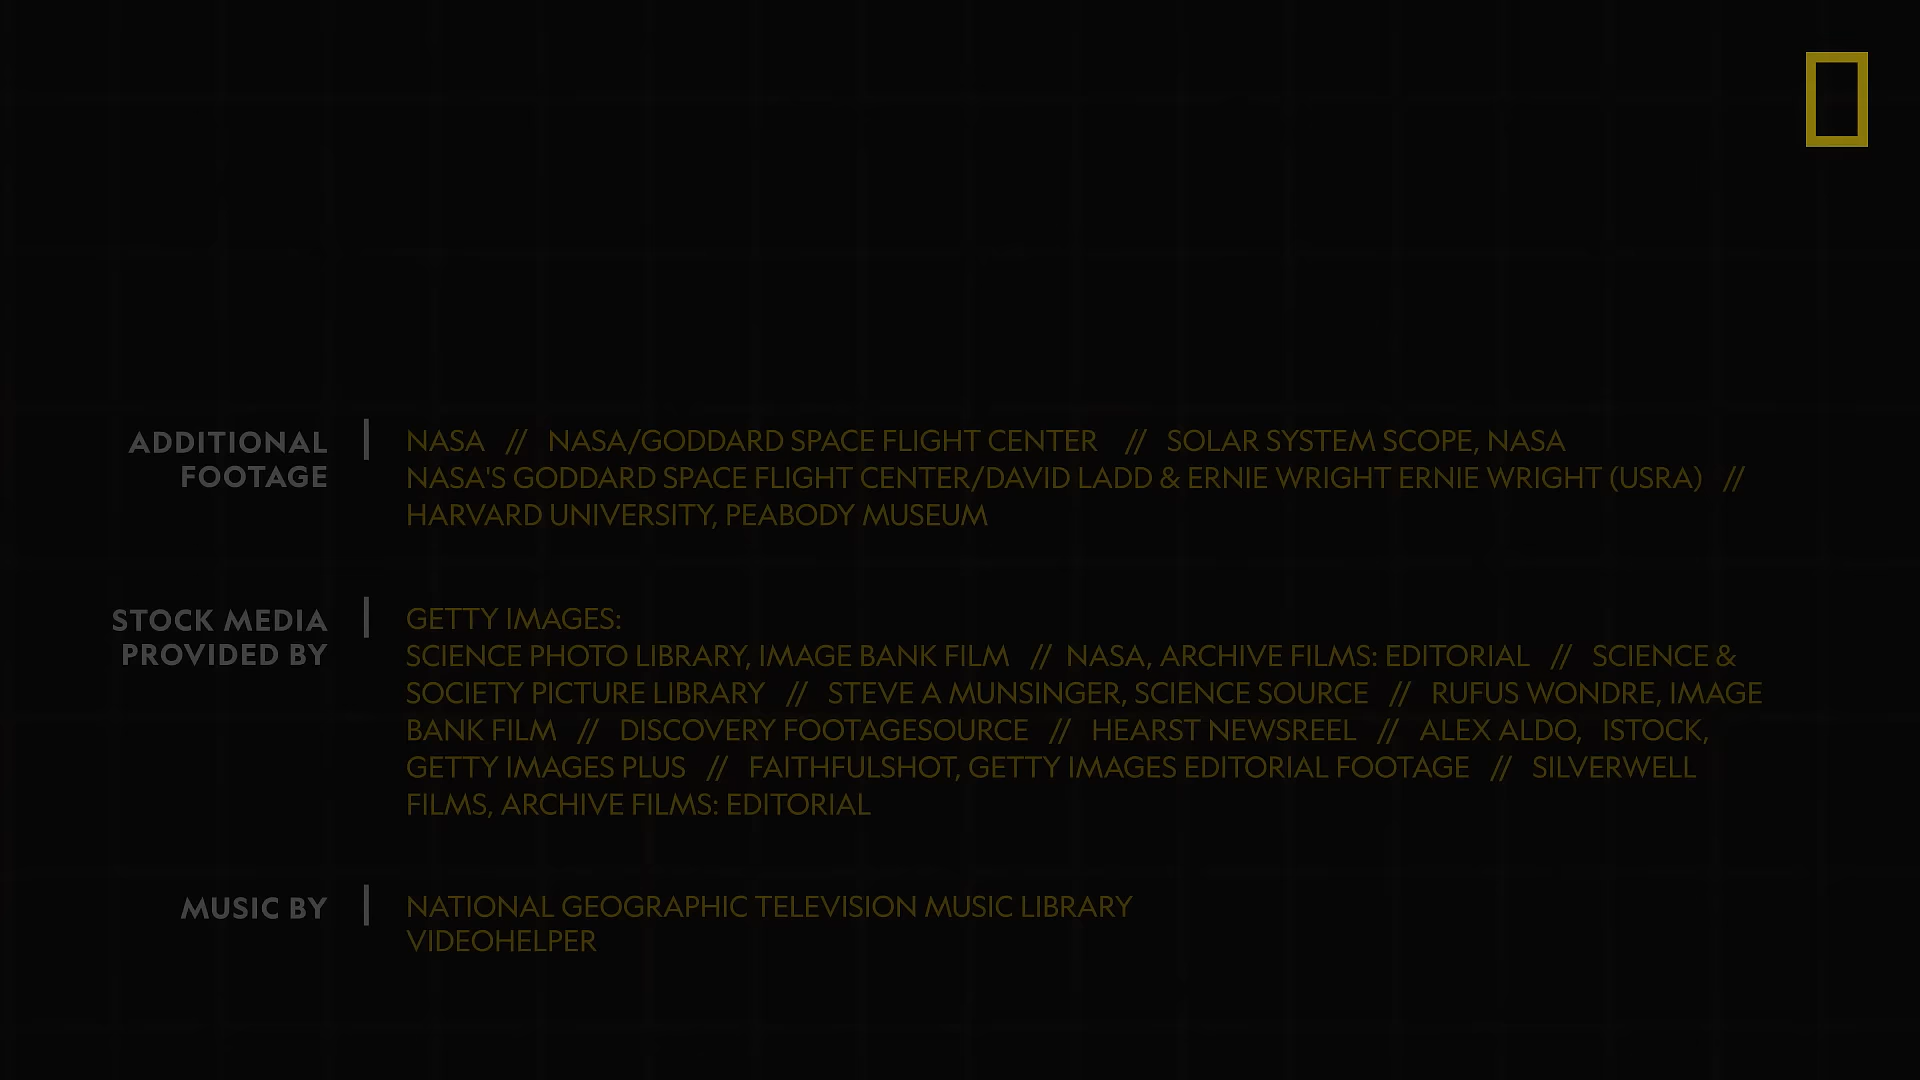 ADDITIONAL FOOTAGE
NASA // NASA/GODDARD SPACE FLIGHT CENTER // SOLAR SYSTEM SCOPE, NASA
NASA'S GODDARD SPACE FLIGHT CENTER/DAVID LADD & ERNIE WRIGHT ERNIE WRIGHT (USRA) //
HARVARD UNIVERSITY, PEABODY MUSEUM
STOCK MEDIA
PROVIDED BY
GETTY IMAGES:
SCIENCE PHOTO LIBRARY, IMAGE BANK FILM // NASA, ARCHIVE FILMS: EDITORIAL // SCIENCE &
SOCIETY PICTURE LIBRARY // STEVE A MUNSINGER, SCIENCE SOURCE // RUFUS WONDRE, IMAGE
BANK FILM // DISCOVERY FOOTAGESOURCE // HEARST NEWSREEL // ALEX ALDO, ISTOCK,
GETTY IMAGES PLUS // FAITHFULSHOT, GETTY IMAGES EDITORIAL FOOTAGE // SILVERWELL
FILMS, ARCHIVE FILMS: EDITORIAL
MUSIC BY
NATIONAL GEOGRAPHIC TELEVISION MUSIC LIBRARY
VIDEOHELPER